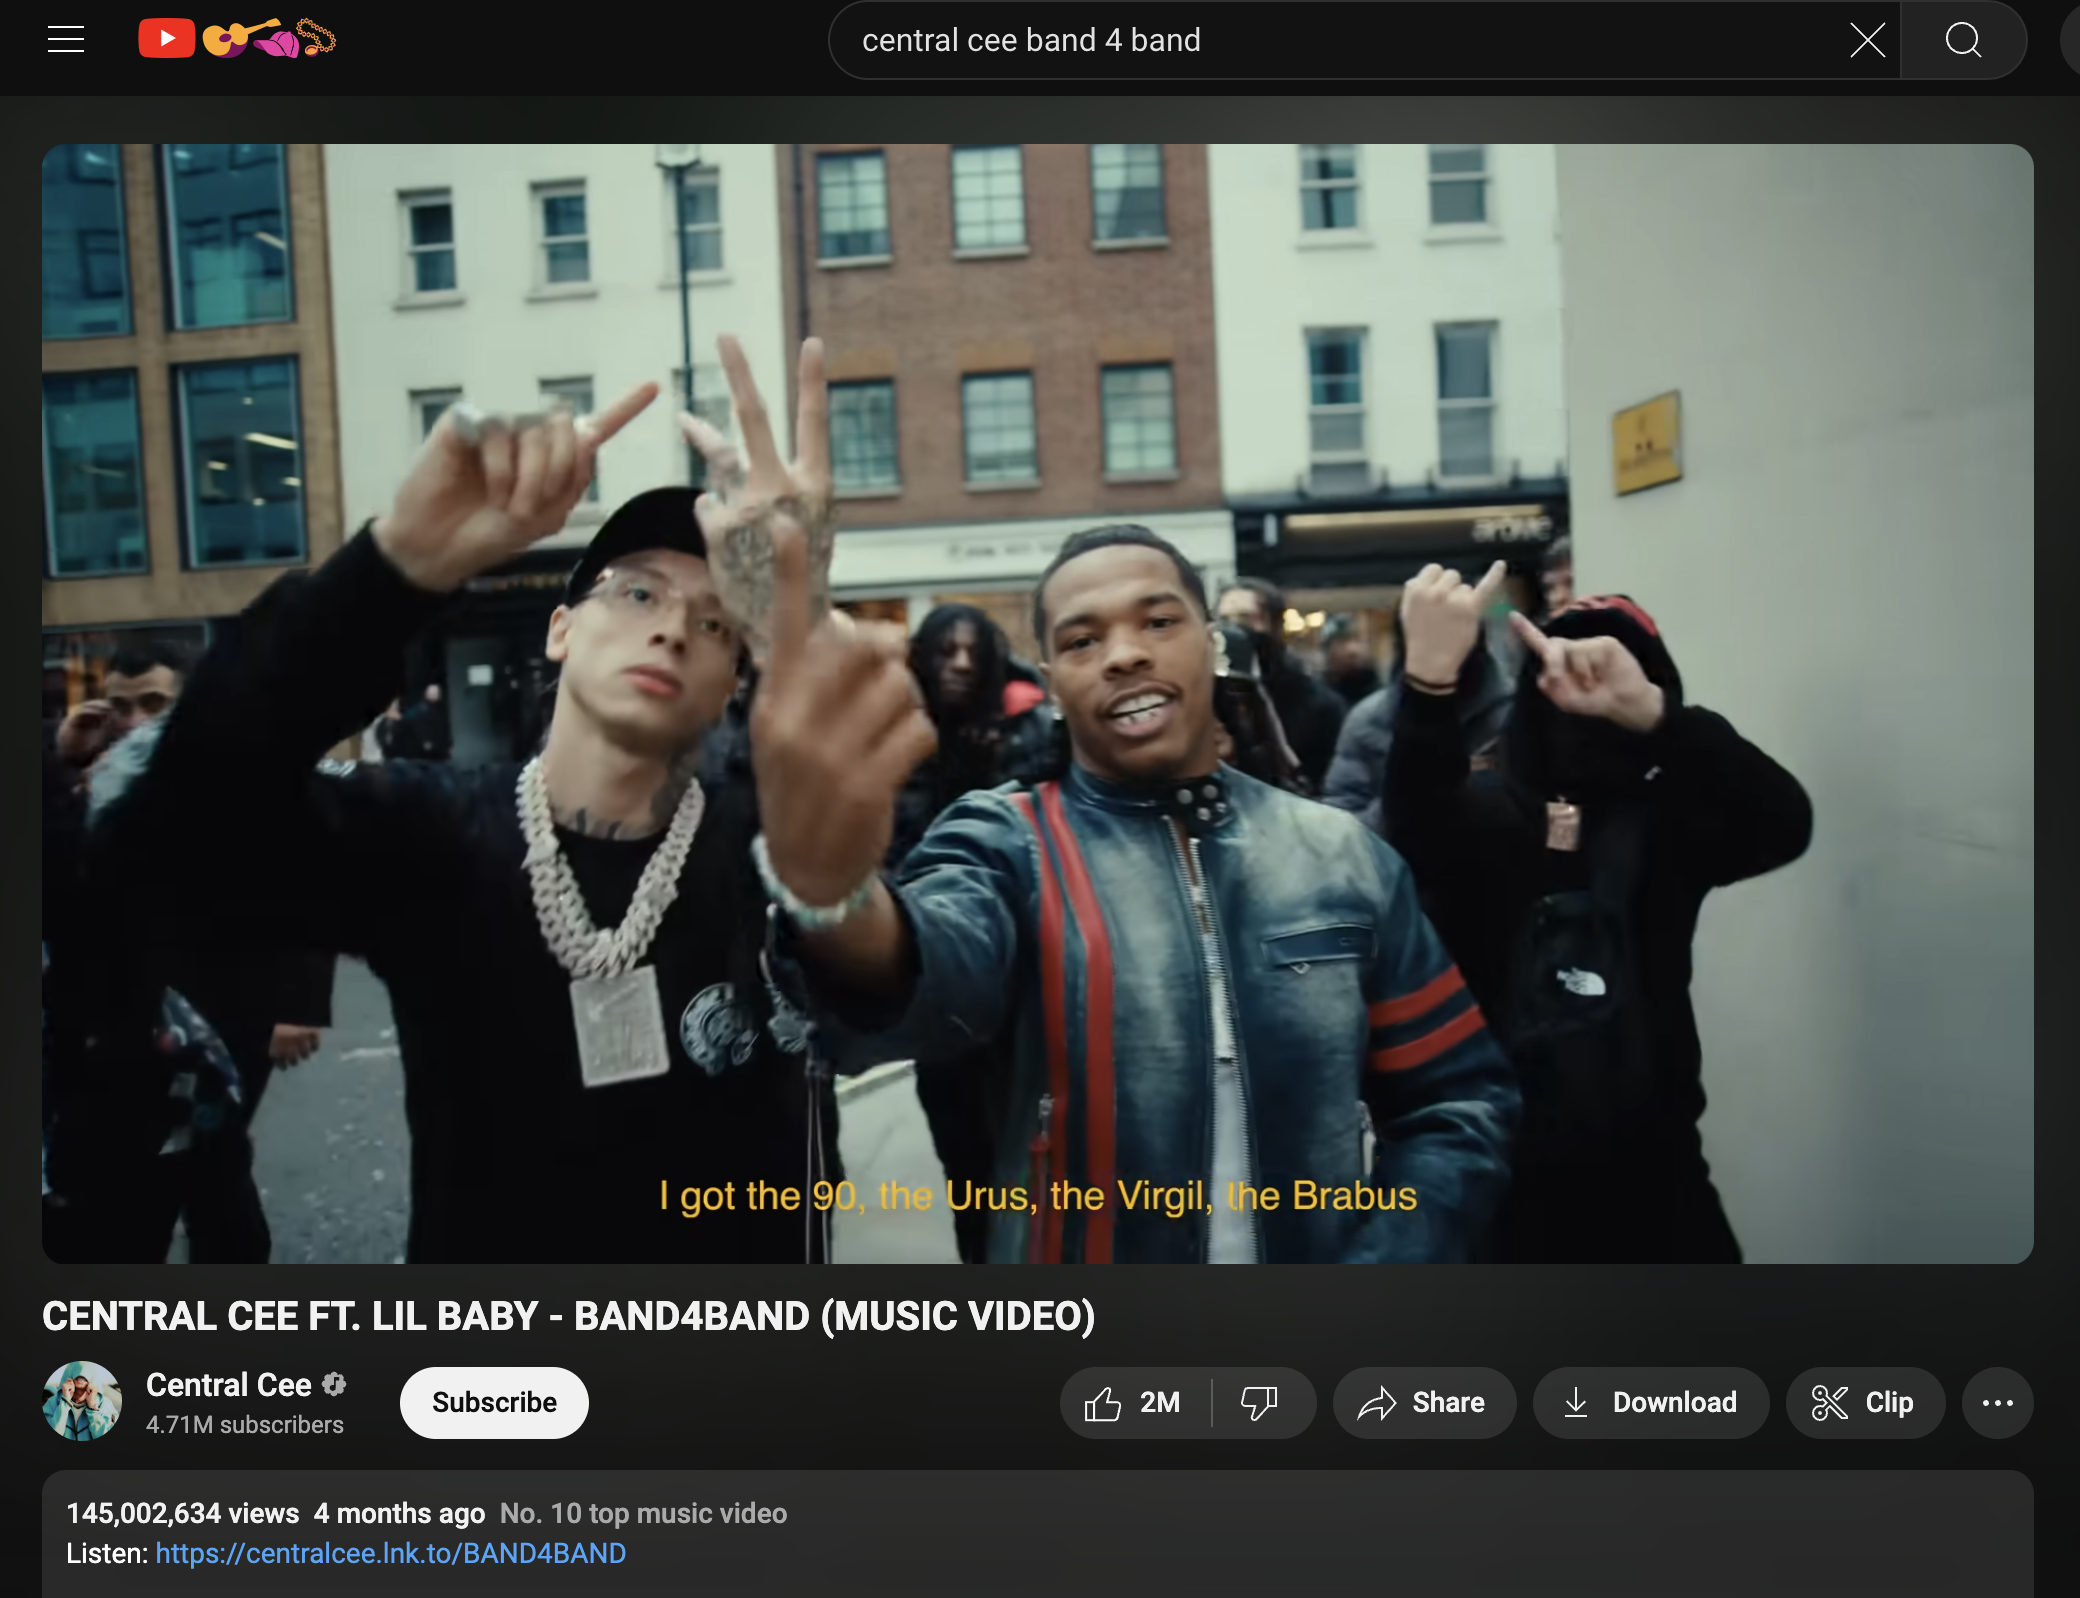 central cee band 4 band
I got the 90, the Urus, the Virgil, the Brabus
CENTRAL CEE FT. LIL BABY - BAND4BAND (MUSIC VIDEO)
Central Cee
4.71M subscribers
Subscribe
2M
Share
Download
Clip
145,002,634 views 4 months ago No. 10 top music video
Listen: https://centralcee.lnk.to/BAND4BAND